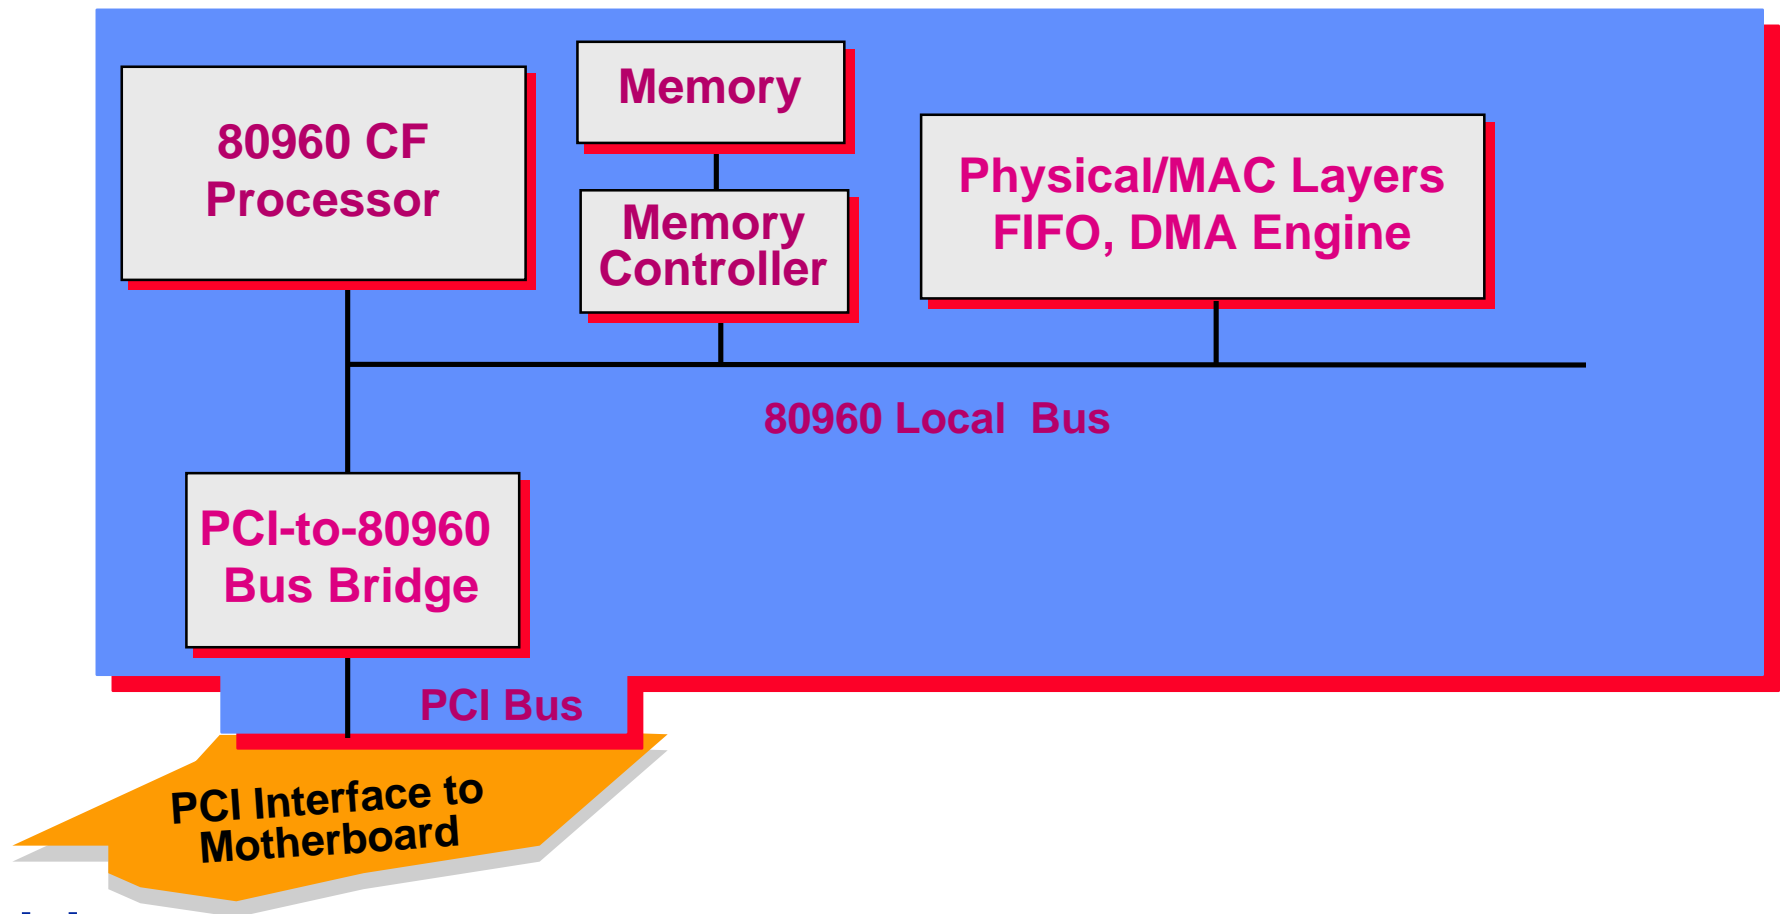 80960 CF
Processor
Memory
Memory
Controller
Physical/MAC Layers
FIFO, DMA Engine
80960 Local  Bus
PCI-to-80960
Bus Bridge
PCI Bus
PCI Interface to
Motherboard